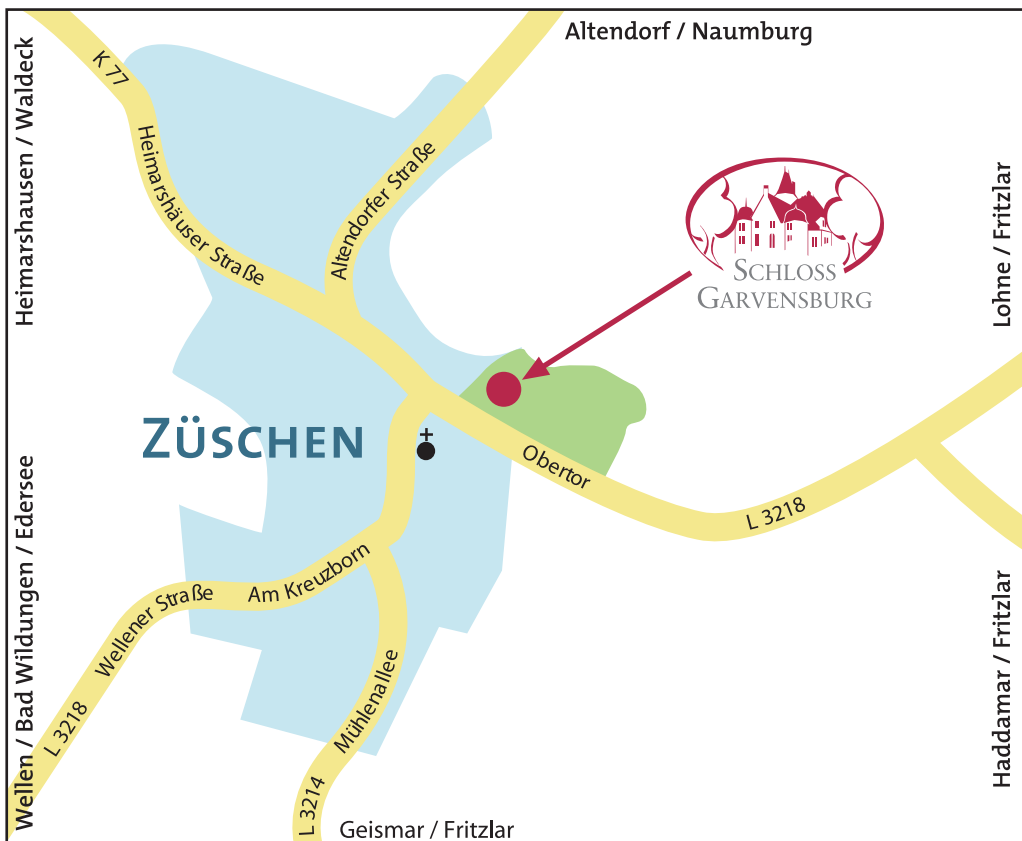 Altendorf / Naumburg
Heimarshausen / Waldeck
K 77
Heimarshäuser Straße
Altendorfer Straße
Lohne / Fritzlar
SCHLOSS
GARVENSBURG
ZÜSCHEN
Obertor
L 3218
Wellen / Bad Wildungen / Edersee
Am Kreuzborn
Wellener Straße
L 3218
Mühlenallee
L 3214
Haddamar / Fritzlar
Geismar / Fritzlar